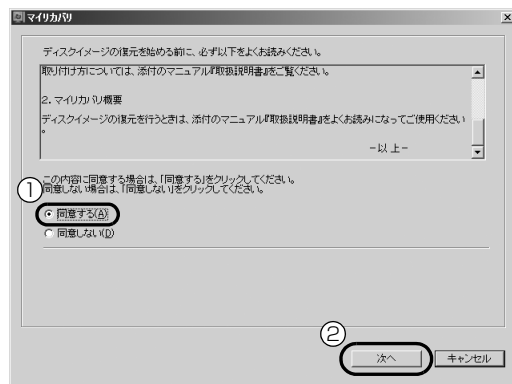 マイリカバリ
ディスクイメージの復元を始める前に、必ず以下をよくお読みください。
取り付け方については、添付のマニュアル『取扱説明書』をご覧ください。
2. マイリカバリ概要
ディスクイメージの復元を行うときは、添付のマニュアル『取扱説明書』をよくお読みになってご使用ください
。
－以 上－
この内容に同意する場合は、「同意する」をクリックしてください。
同意しない場合は、「同意しない」をクリックしてください。
①
同意する(A)
同意しない(D)
②
次へ
キャンセル